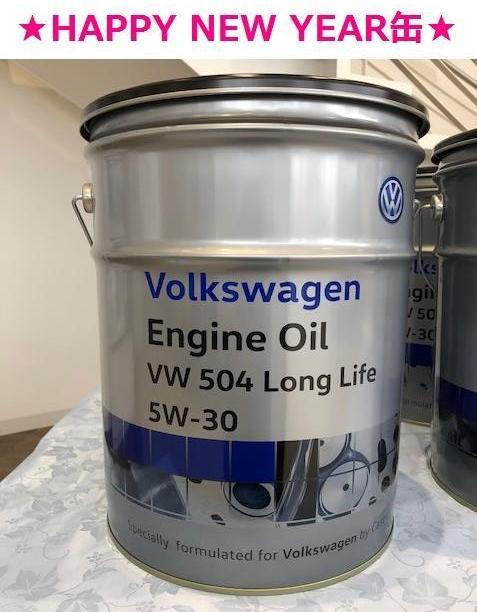 ★HAPPY NEW YEAR缶★
Volkswagen
Engine Oil
VW 504 Long Life
5W-30
Specially formulated for Volkswagen by